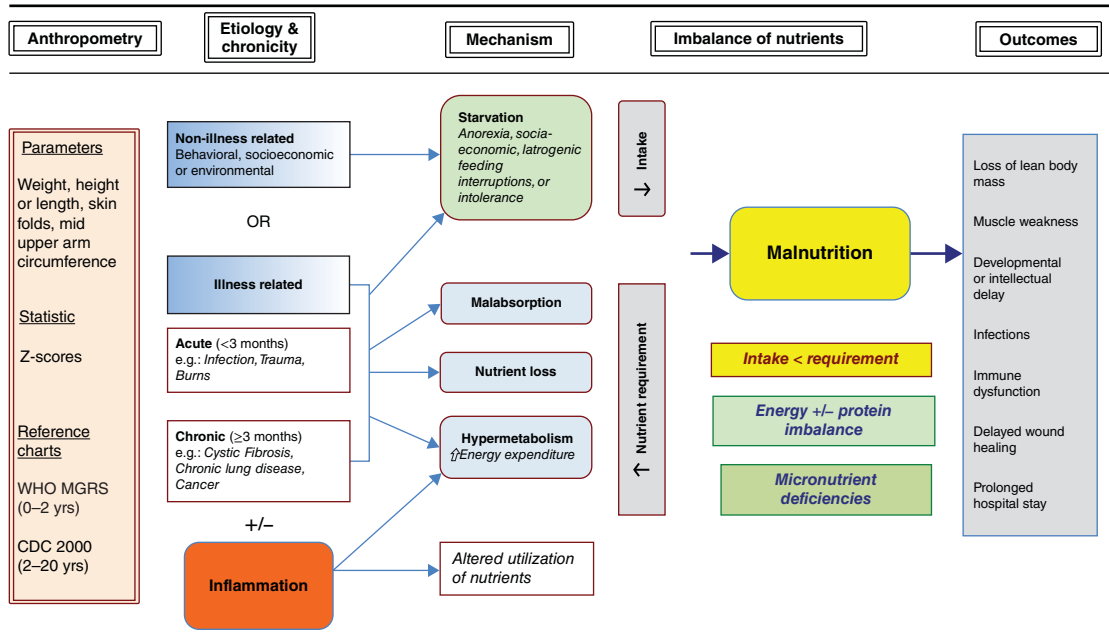 Anthropometry
Etiology &
chronicity
Mechanism
Imbalance of nutrients
Outcomes
Parameters
Weight, height
or length, skin
folds, mid
upper arm
circumference
Statistic
Z-scores
Reference
charts
WHO MGRS
(0–2 yrs)
CDC 2000
(2–20 yrs)
Non-illness related
Behavioral, socioeconomic
or environmental
OR
Illness related
Acute (<3 months)
e.g.: Infection, Trauma,
Burns
Chronic (≥3 months)
e.g.: Cystic Fibrosis,
Chronic lung disease,
Cancer
+/–
Inflammation
Starvation
Anorexia, socia-
economic, Iatrogenic
feeding
interruptions, or
intolerance
Malabsorption
Nutrient loss
Hypermetabolism
⇧Energy expenditure
Altered utilization
of nutrients
↓ Intake
↑ Nutrient requirement
Malnutrition
Intake < requirement
Energy +/– protein
imbalance
Micronutrient
deficiencies
Loss of lean body
mass
Muscle weakness
Developmental
or intellectual
delay
Infections
Immune
dysfunction
Delayed wound
healing
Prolonged
hospital stay